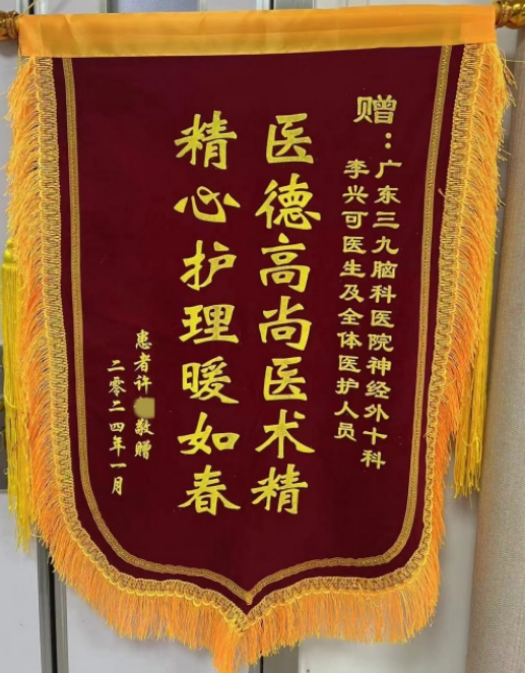 赠：
广东三九脑科医院神经外十科
李兴可医生及全体医护人员
医德高尚医术精
精心护理暖如春
患者许 敬赠
二零二四年一月